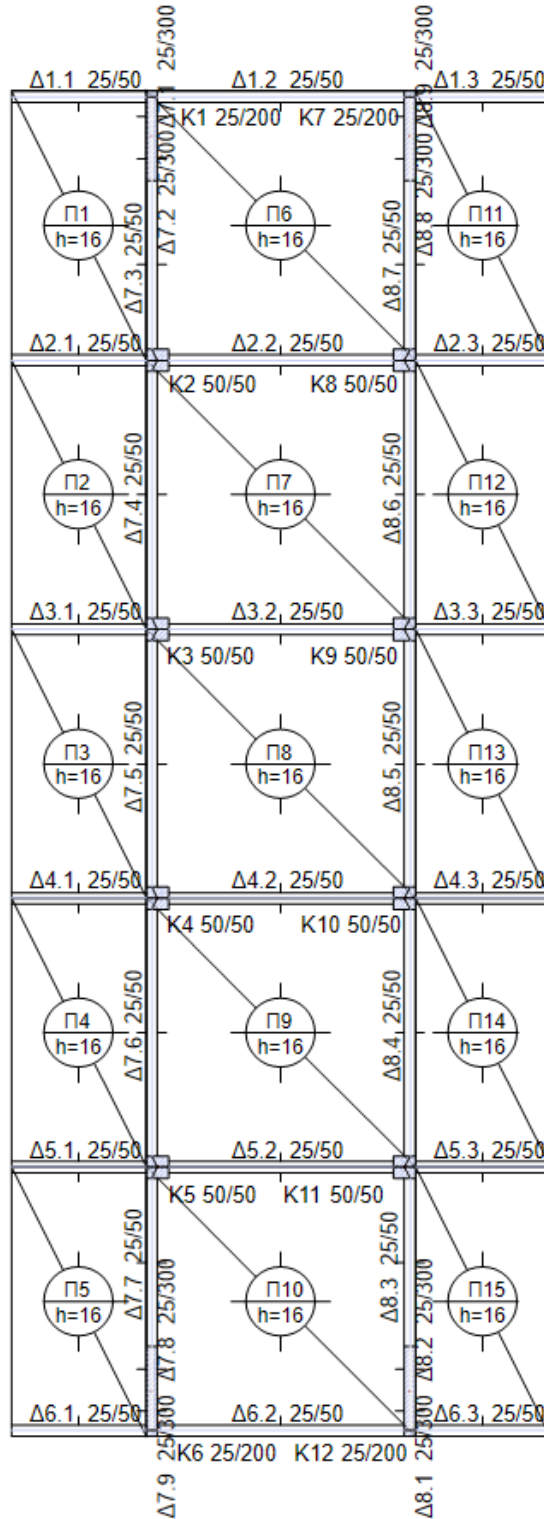 25/300
25/300
Δ1.1 25/50
Δ1.2 25/50
Δ1.3 25/50
Δ7.1
Δ8.9
K1 25/200
K7 25/200
25/300
25/300
Δ7.2
Δ8.8
Π1
h=16
Δ7.3 25/50
Π6
h=16
Δ8.7 25/50
Π11
h=16
Δ2.1 25/50
Δ2.2 25/50
Δ2.3 25/50
K2 50/50
K8 50/50
Π2
h=16
Δ7.4 25/50
Π7
h=16
Δ8.6 25/50
Π12
h=16
Δ3.1 25/50
Δ3.2 25/50
Δ3.3 25/50
K3 50/50
K9 50/50
Π3
h=16
Δ7.5 25/50
Π8
h=16
Δ8.5 25/50
Π13
h=16
Δ4.1 25/50
Δ4.2 25/50
Δ4.3 25/50
K4 50/50
K10 50/50
Π4
h=16
Δ7.6 25/50
Π9
h=16
Δ8.4 25/50
Π14
h=16
Δ5.1 25/50
Δ5.2 25/50
Δ5.3 25/50
K5 50/50
K11 50/50
Π5
h=16
Δ7.7 25/50
Δ7.8 25/300
Π10
h=16
Δ8.3 25/50
Δ8.2 25/300
Π15
h=16
Δ6.1 25/50
Δ6.2 25/50
Δ6.3 25/50
K6 25/200
K12 25/200
Δ7.9 25/300
Δ8.1 25/300